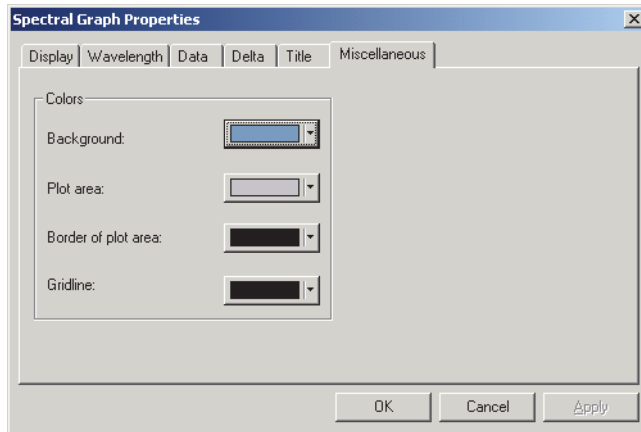 Spectral Graph Properties
Display Wavelength Data Delta Title Miscellaneous
Colors
Background:
Plot area:
Border of plot area:
Gridline:
OK Cancel Apply